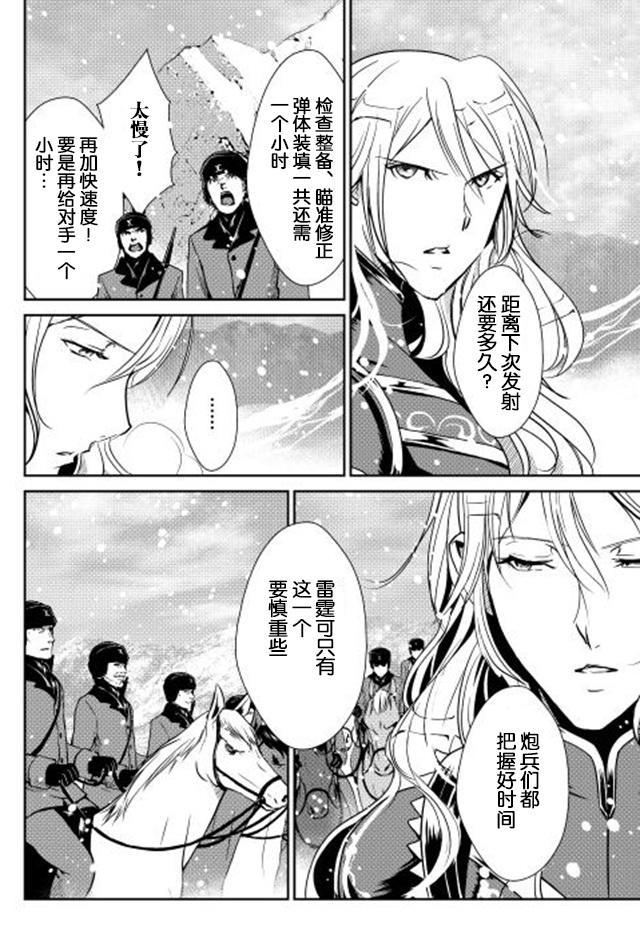 距离下次发射
还要多久？
检查整备、瞄准修正
弹体装填一共还需
一个小时
太慢了！
再加快速度！
要是再给对手一个
小时…
……
炮兵们都
把握好时间
雷霆可只有
这一个
要慎重些